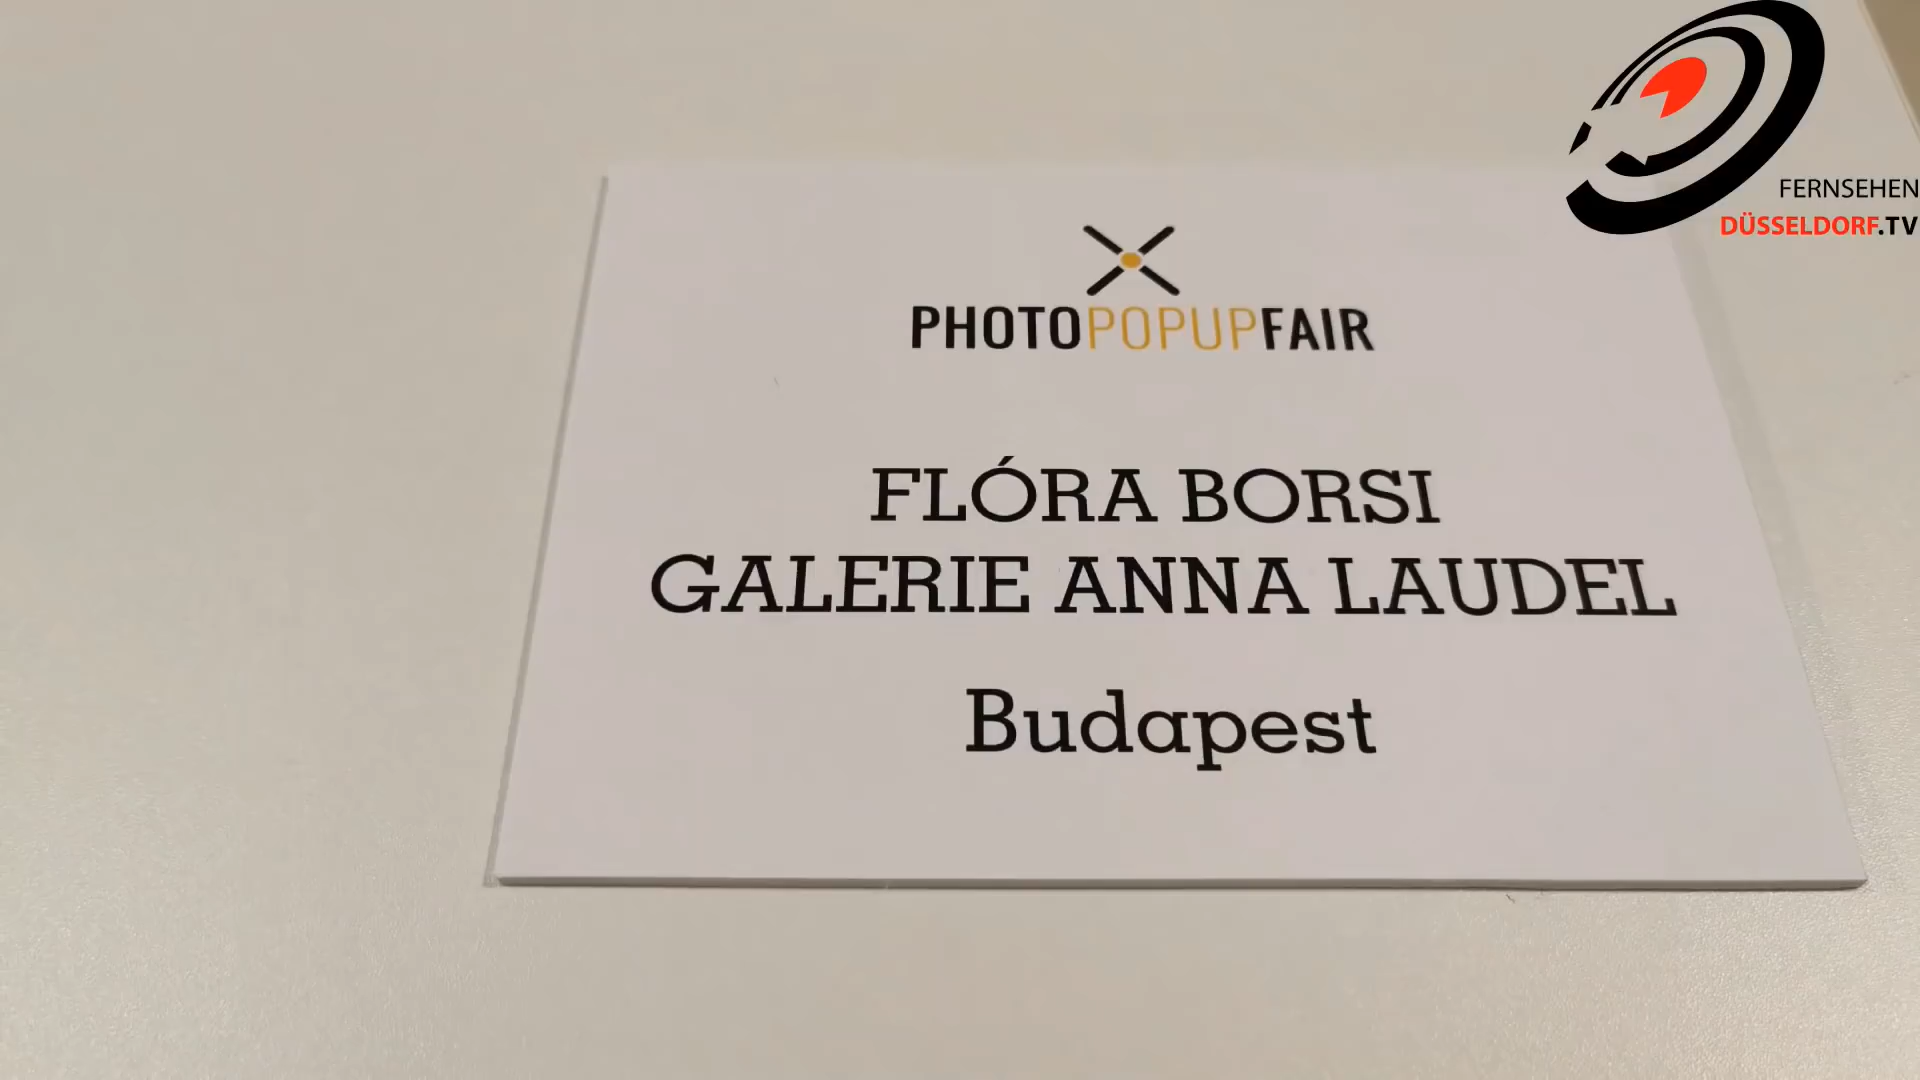 FERNSEHEN
DÜSSELDORF.TV
PHOTOPOPUPFAIR
FLÓRA BORSI
GALERIE ANNA LAUDEL
Budapest